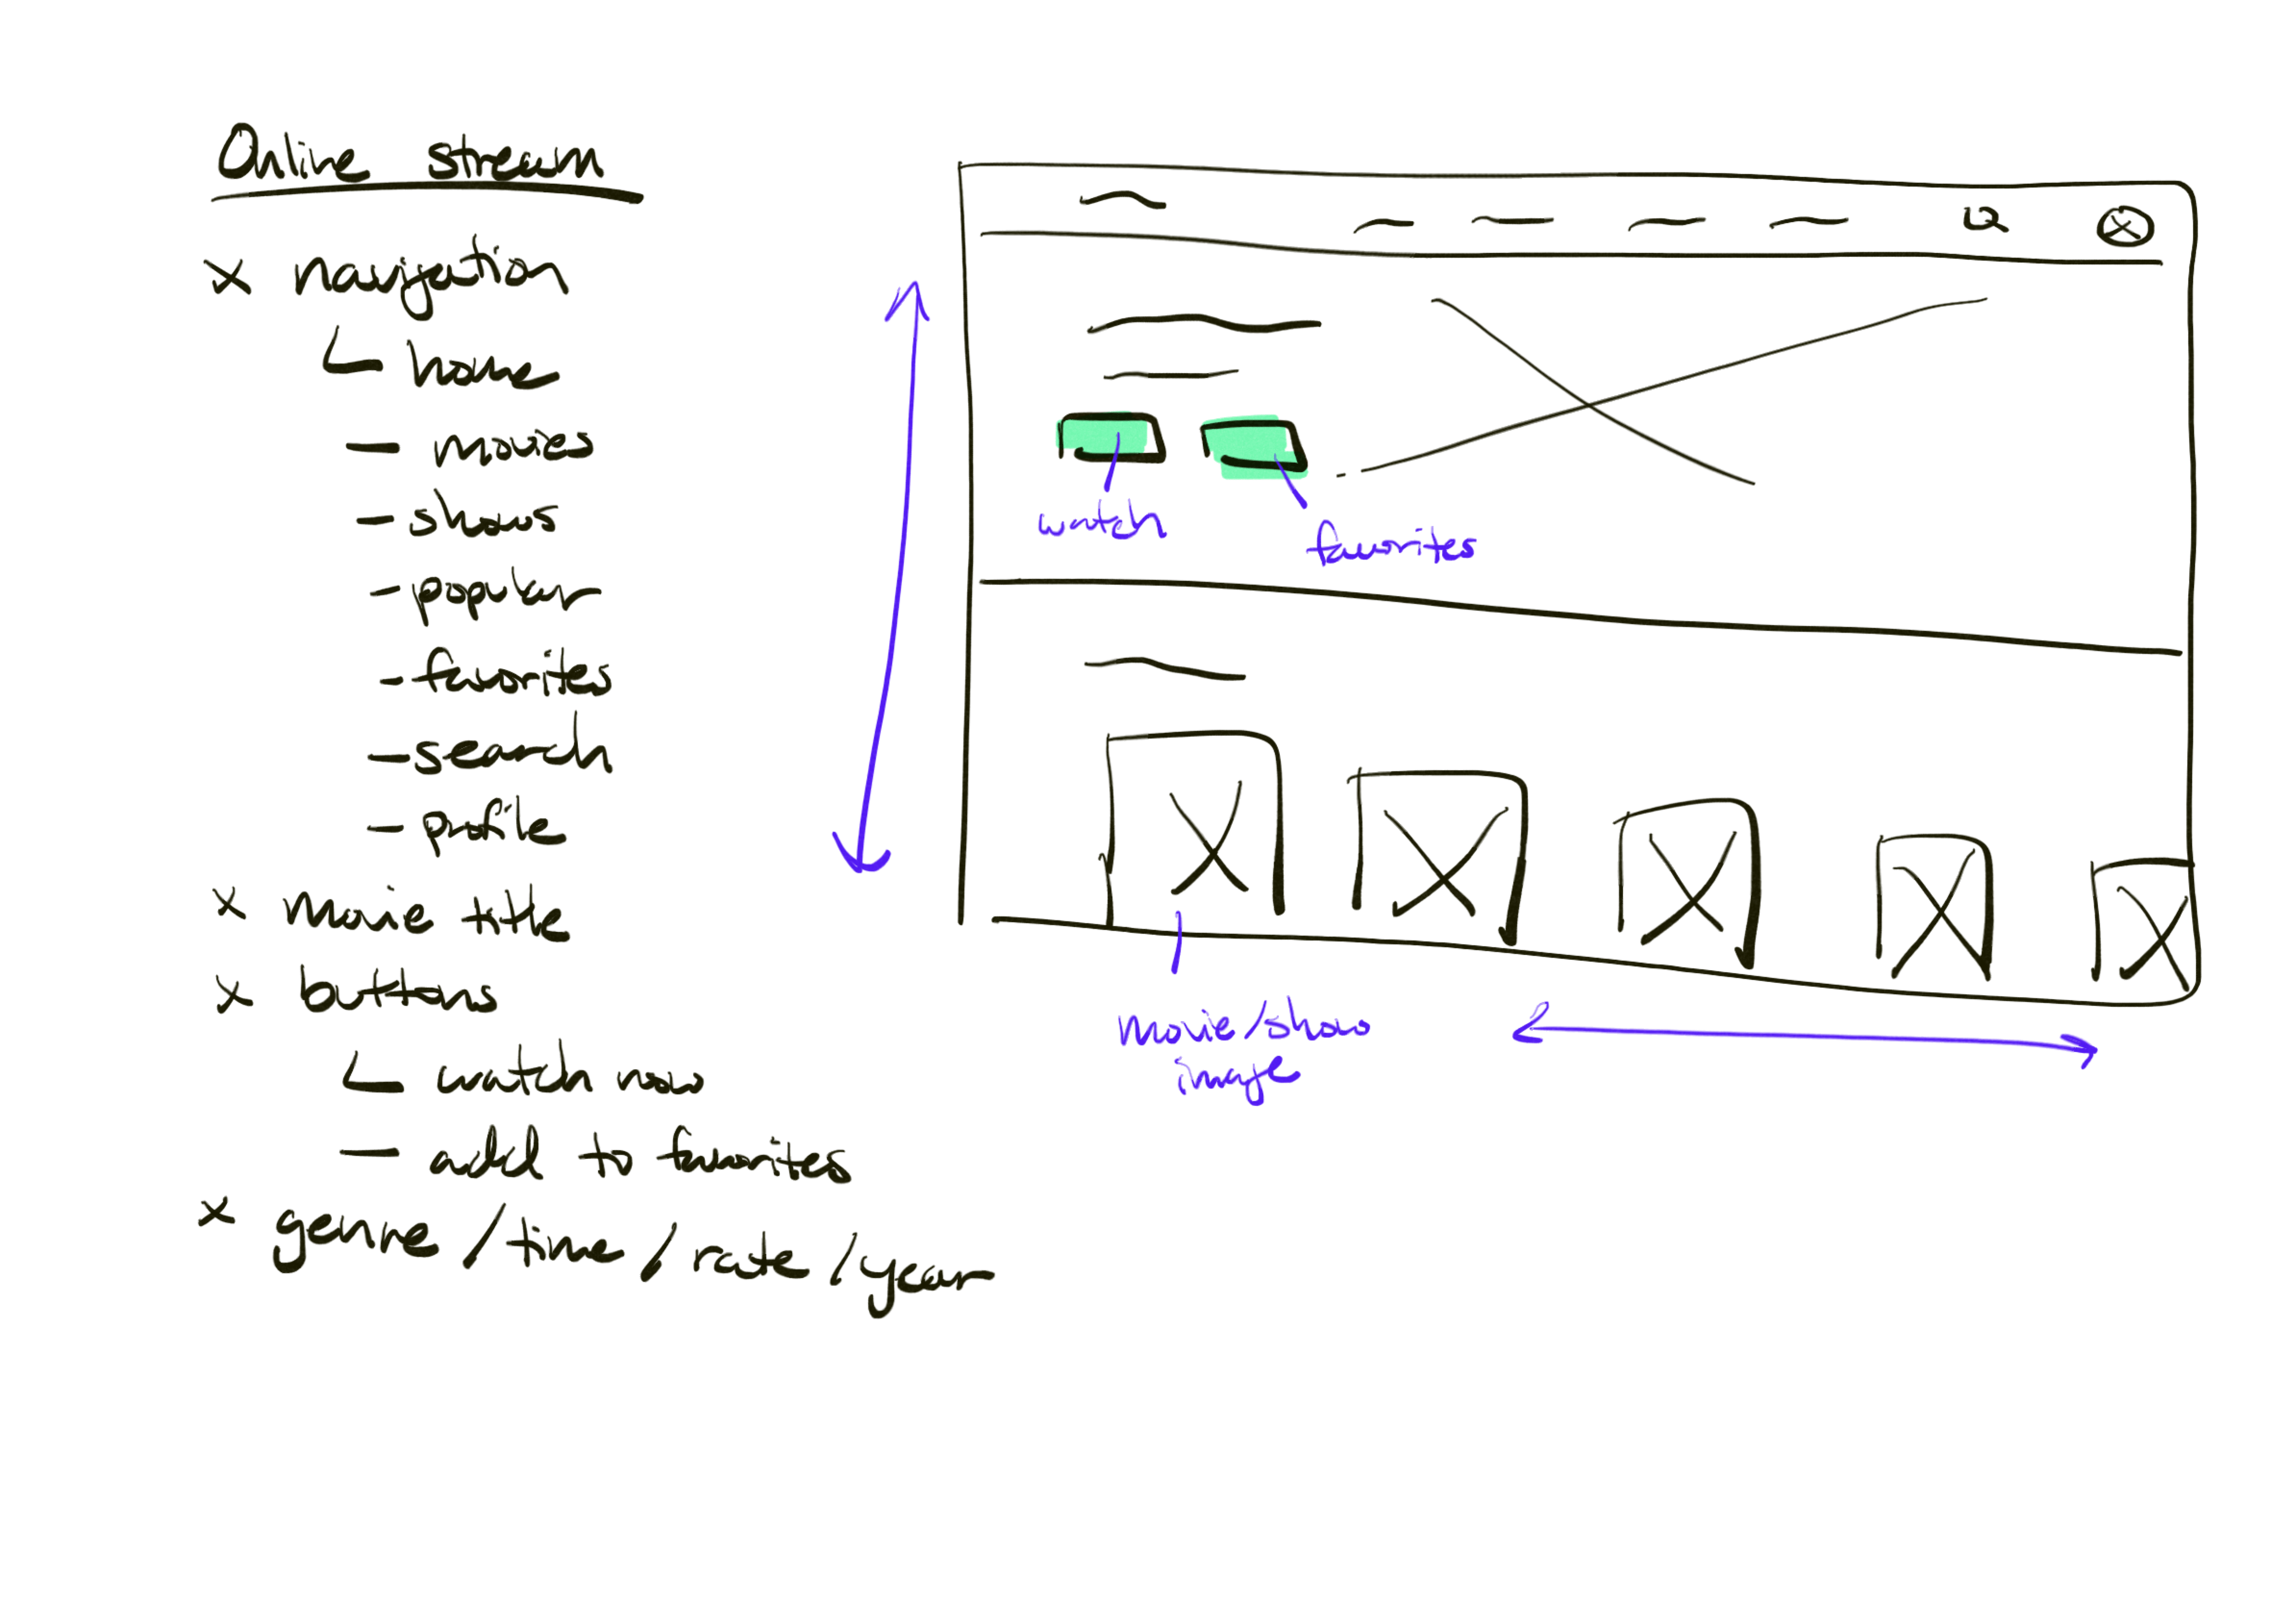 Online stream
x navigation
home
- movies
- shows
- popular
- favorites
- search
- profile
x movie title
x buttons
watch now
- add to favorites
x genre / time / rate / year
watch
favorites
movie/show
image